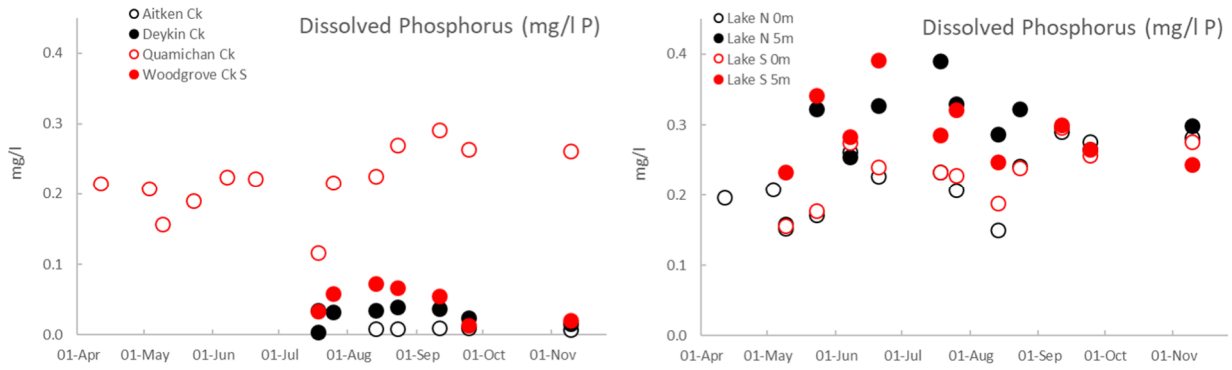 Dissolved Phosphorus (mg/l P)
Aitken Ck
Deykin Ck
Quamichan Ck
Woodgrove Ck S
mg/l
0.4
0.3
0.2
0.1
0.0
01-Apr 01-May 01-Jun 01-Jul 01-Aug 01-Sep 01-Oct 01-Nov
Dissolved Phosphorus (mg/l P)
Lake N 0m
Lake N 5m
Lake S 0m
Lake S 5m
mg/l
0.4
0.3
0.2
0.1
0.0
01-Apr 01-May 01-Jun 01-Jul 01-Aug 01-Sep 01-Oct 01-Nov